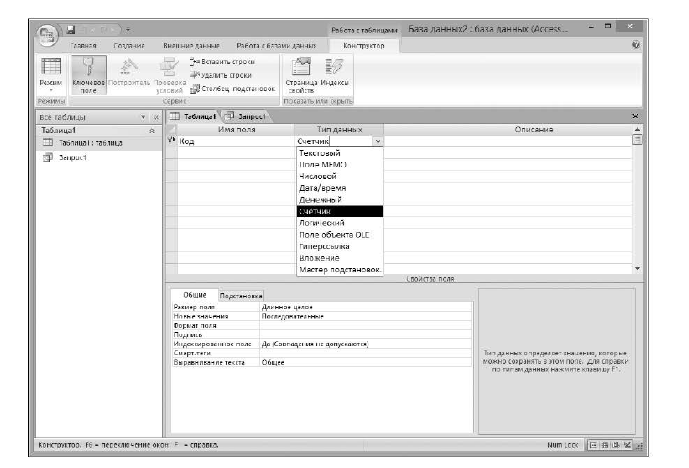 Работа с таблицами База данных2 : база данных (Access...
Главная Создание Внешние данные Работа с базами данных Конструктор
Режим Ключевое поле Построитель Проверка условий Вставить строки Удалить строки Столбец подстановок Страница свойств Индексы
Режимы Сервис Показать или скрыть
Все таблицы Таблица1 Запрос1
Таблица1 Имя поля Тип данных Описание
Таблица1 : таблица Код Счетчик
Запрос1
Текстовый
Поле MEMO
Числовой
Дата/время
Денежный
Счетчик
Логический
Поле объекта OLE
Гиперссылка
Вложение
Мастер подстановок...
Свойства поля
Общие Подстановка
Размер поля Длинное целое
Новые значения Последовательные
Формат поля
Подпись
Индексированное поле Да (Совпадения не допускаются)
Смарт-теги
Выравнивание текста Общее
Тип данных определяет значения, которые
можно сохранять в этом поле. Для справки
по типам данных нажмите клавишу F1.
Конструктор. F6 = переключение окон. F1 = справка. Num Lock